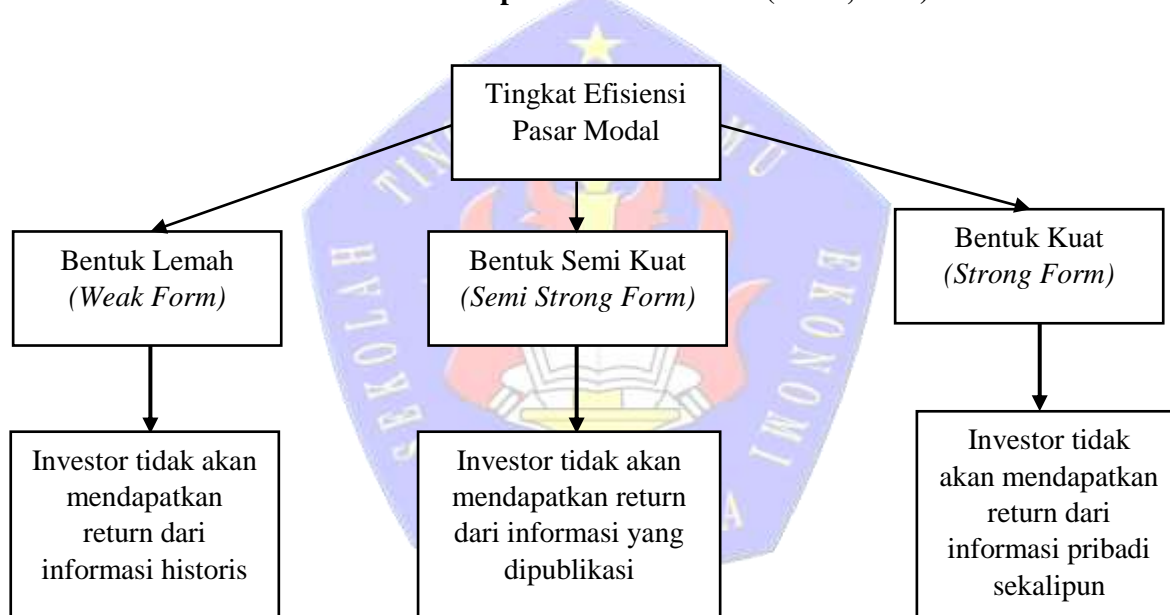 Tingkat Efisiensi
Pasar Modal
Bentuk Lemah
(Weak Form)
Bentuk Semi Kuat
(Semi Strong Form)
Bentuk Kuat
(Strong Form)
Investor tidak akan
mendapatkan
return dari
informasi historis
Investor tidak akan
mendapatkan return
dari informasi yang
dipublikasi
Investor tidak
akan mendapatkan
return dari
informasi pribadi
sekalipun
SEKOLAH
EKONOMI